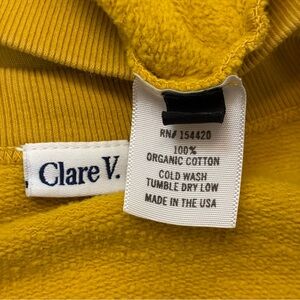 Clare V.
RN# 154420
100%
ORGANIC COTTON
COLD WASH
TUMBLE DRY LOW
MADE IN THE USA